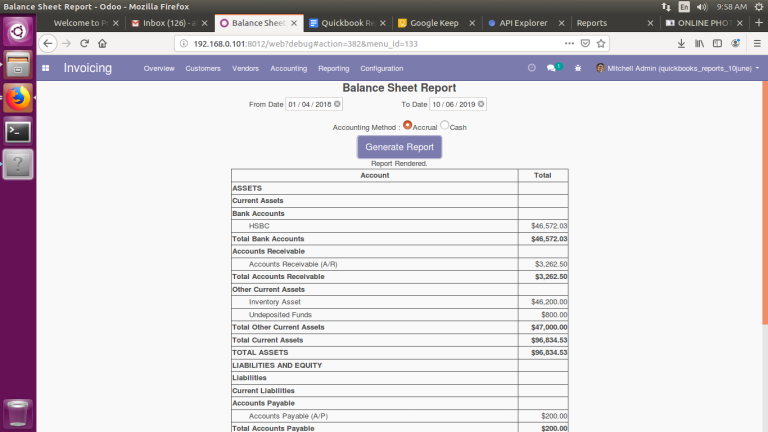 Balance Sheet Report - Odoo - Mozilla Firefox
En
9:58 AM
Welcome to P
Inbox (126) - a
Balance Shee
Quickbook Re
Google Keep
API Explorer
Reports
ONLINE PHOT
192.168.0.101:8012/web?debug#action=382&menu_id=133
Invoicing
Overview
Customers
Vendors
Accounting
Reporting
Configuration
Mitchell Admin (quickbooks_reports_10june)
Balance Sheet Report
From Date 01 / 04 / 2018
To Date 10 / 06 / 2019
Accounting Method : Accrual Cash
Generate Report
Report Rendered.
Account Total
ASSETS
Current Assets
Bank Accounts
HSBC $46,572.03
Total Bank Accounts $46,572.03
Accounts Receivable
Accounts Receivable (A/R) $3,262.50
Total Accounts Receivable $3,262.50
Other Current Assets
Inventory Asset $46,200.00
Undeposited Funds $800.00
Total Other Current Assets $47,000.00
Total Current Assets $96,834.53
TOTAL ASSETS $96,834.53
LIABILITIES AND EQUITY
Liabilities
Current Liabilities
Accounts Payable
Accounts Payable (A/P) $200.00
Total Accounts Payable $200.00